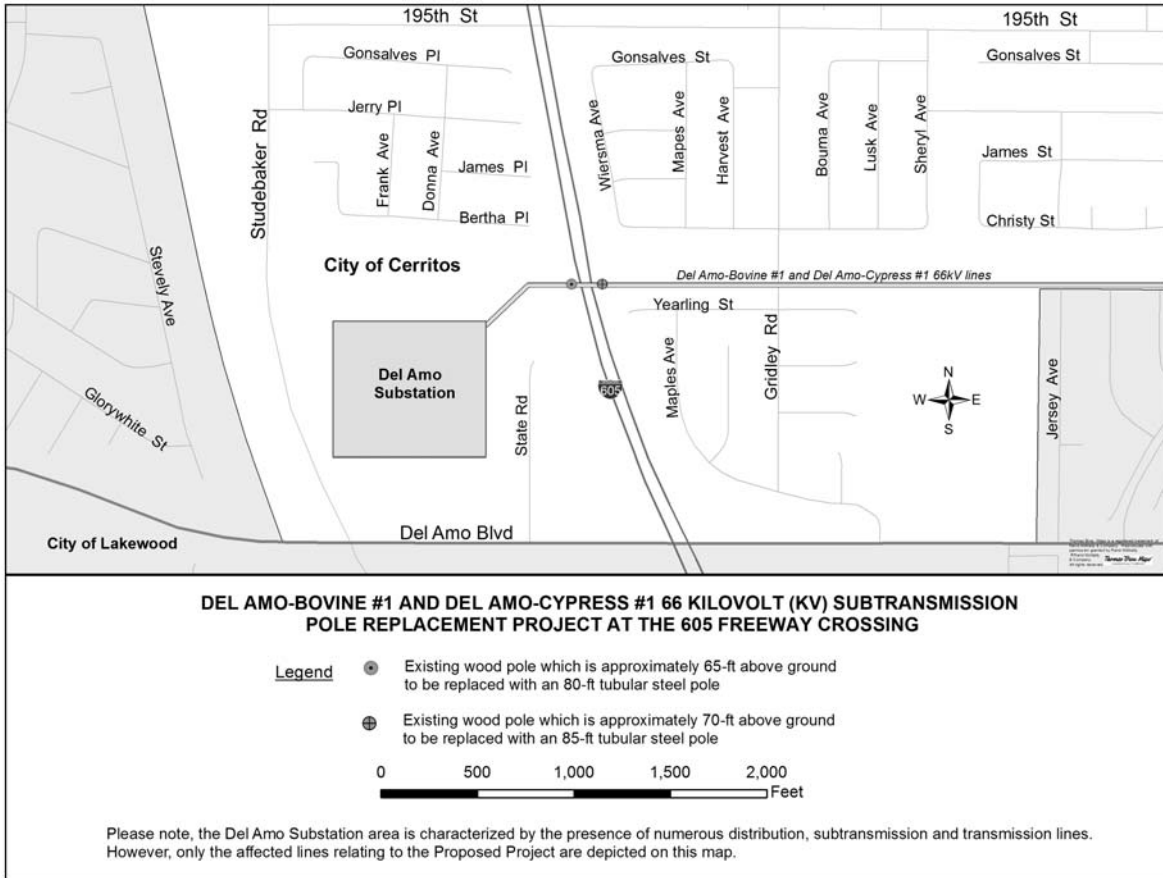 195th St
195th St
Gonsalves Pl
Gonsalves St
Gonsalves St
Jerry Pl
Studebaker Rd
Frank Ave
Donna Ave
James Pl
Bertha Pl
Wiersma Ave
Mapes Ave
Harvest Ave
Bouma Ave
Lusk Ave
Sheryl Ave
James St
Christy St
Stevely Ave
City of Cerritos
Del Amo-Bovine #1 and Del Amo-Cypress #1 66kV lines
Yearling St
Del Amo
Substation
605
Maples Ave
Gridley Rd
State Rd
N
W
E
S
Jersey Ave
Glorywhite St
Del Amo Blvd
City of Lakewood
Thomas Bros. Maps
DEL AMO-BOVINE #1 AND DEL AMO-CYPRESS #1 66 KILOVOLT (KV) SUBTRANSMISSION
POLE REPLACEMENT PROJECT AT THE 605 FREEWAY CROSSING
Legend
Existing wood pole which is approximately 65-ft above ground
to be replaced with an 80-ft tubular steel pole
Existing wood pole which is approximately 70-ft above ground
to be replaced with an 85-ft tubular steel pole
0 500 1,000 1,500 2,000
Feet
Please note, the Del Amo Substation area is characterized by the presence of numerous distribution, subtransmission and transmission lines.
However, only the affected lines relating to the Proposed Project are depicted on this map.